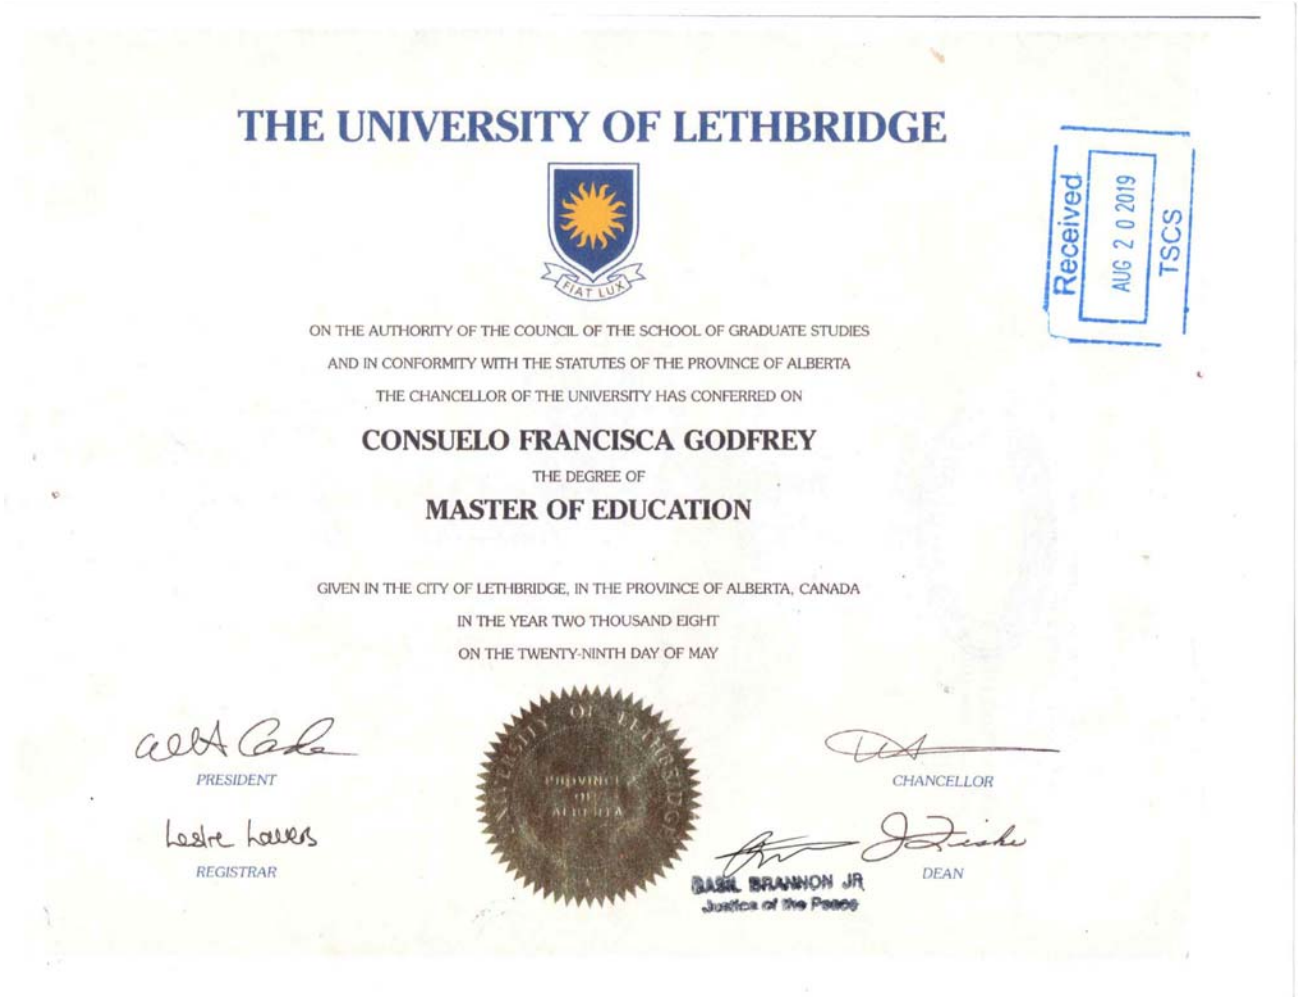 THE UNIVERSITY OF LETHBRIDGE
FIAT LUX
Received
AUG 20 2019
TSCS
ON THE AUTHORITY OF THE COUNCIL OF THE SCHOOL OF GRADUATE STUDIES
AND IN CONFORMITY WITH THE STATUTES OF THE PROVINCE OF ALBERTA
THE CHANCELLOR OF THE UNIVERSITY HAS CONFERRED ON
CONSUELO FRANCISCA GODFREY
THE DEGREE OF
MASTER OF EDUCATION
GIVEN IN THE CITY OF LETHBRIDGE, IN THE PROVINCE OF ALBERTA, CANADA
IN THE YEAR TWO THOUSAND EIGHT
ON THE TWENTY-NINTH DAY OF MAY
UNIVERSITY OF LETHBRIDGE
PROVINCE
OF
ALBERTA
PRESIDENT
CHANCELLOR
REGISTRAR
DEAN
BASIL BRANNON JR
Justice of the Peace